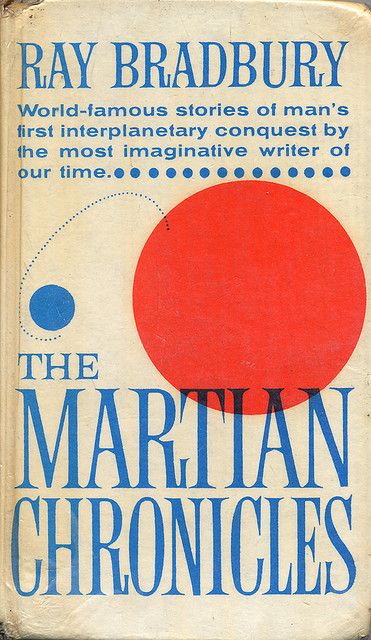 RAY BRADBURY
World-famous stories of man's
first interplanetary conquest by
the most imaginative writer of
our time.
THE
MARTIAN
CHRONICLES